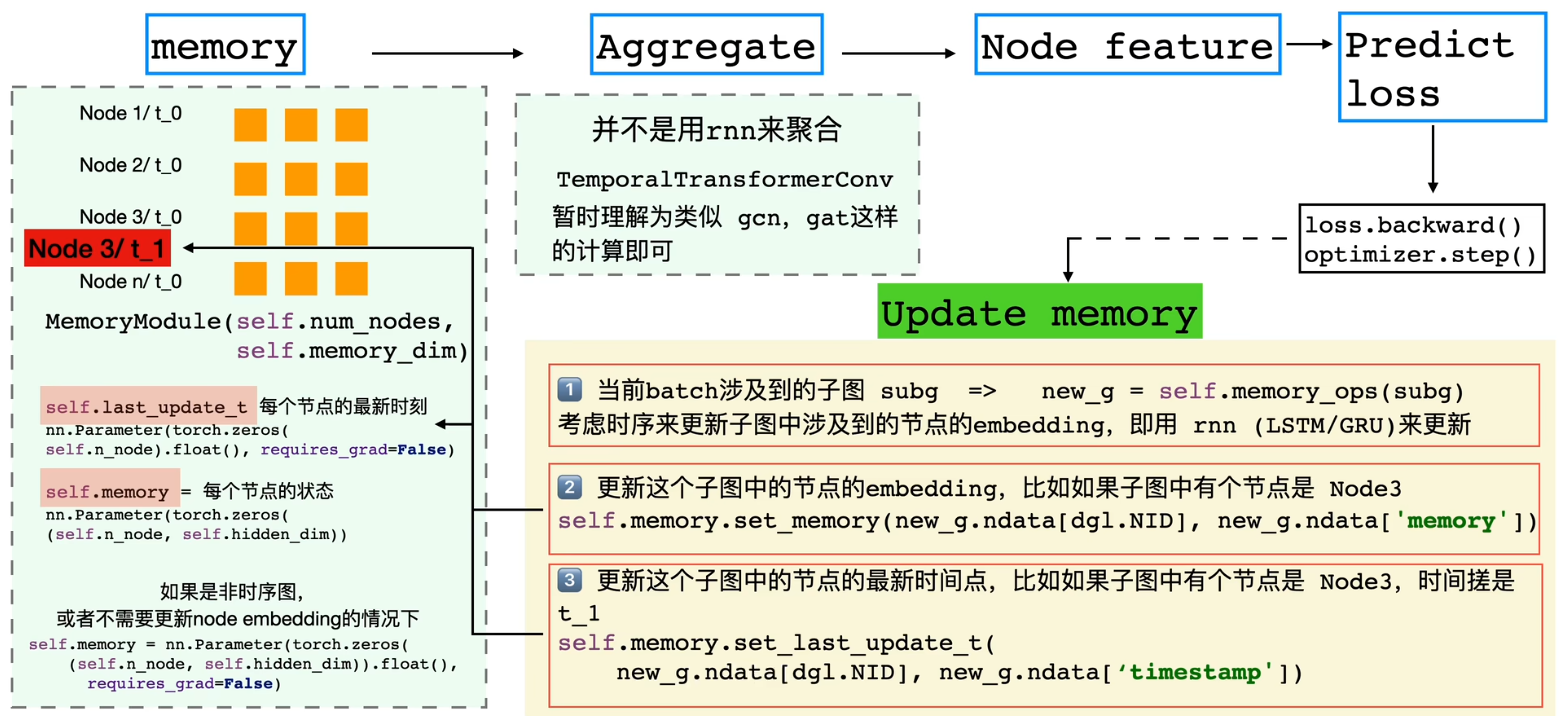 memory
Aggregate
Node feature
Predict
loss
Node 1/ t_0
Node 2/ t_0
Node 3/ t_0
Node 3/ t_1
Node n/ t_0
MemoryModule(self.num_nodes,
self.memory_dim)
self.last_update_t 每个节点的最新时刻
nn.Parameter(torch.zeros(
self.n_node).float(), requires_grad=False)
self.memory = 每个节点的状态
nn.Parameter(torch.zeros(
(self.n_node, self.hidden_dim))
如果是非时序图,
或者不需要更新node embedding的情况下
self.memory = nn.Parameter(torch.zeros(
(self.n_node, self.hidden_dim)).float(),
requires_grad=False)
并不是用rnn来聚合
TemporalTransformerConv
暂时理解为类似 gcn, gat这样
的计算即可
loss.backward()
optimizer.step()
Update memory
1 当前batch涉及到的子图 subg => new_g = self.memory_ops(subg)
考虑时序来更新子图中涉及到的节点的embedding, 即用 rnn (LSTM/GRU)来更新
2 更新这个子图中的节点的embedding, 比如如果子图中有个节点是 Node3
self.memory.set_memory(new_g.ndata[dgl.NID], new_g.ndata['memory'])
3 更新这个子图中的节点的最新时间点, 比如如果子图中有个节点是 Node3, 时间搓是
t_1
self.memory.set_last_update_t(
new_g.ndata[dgl.NID], new_g.ndata[‘timestamp'])